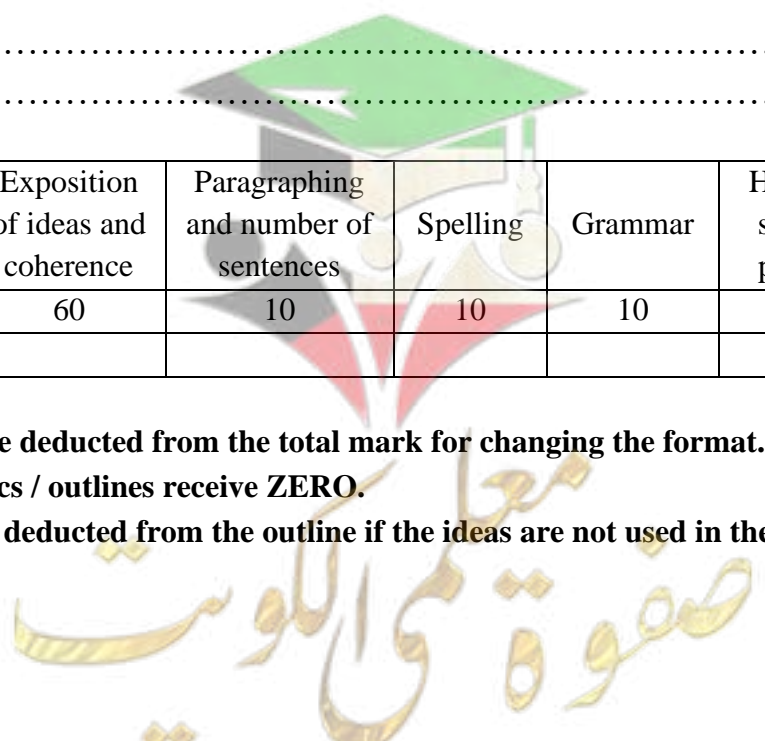 ……………………………………………………………
……………………………………………………………
Exposition of ideas and coherence | Paragraphing and number of sentences | Spelling | Grammar
60 | 10 | 10 | 10
e deducted from the total mark for changing the format.
cs / outlines receive ZERO.
deducted from the outline if the ideas are not used in the
صفوة معلمى الكويت